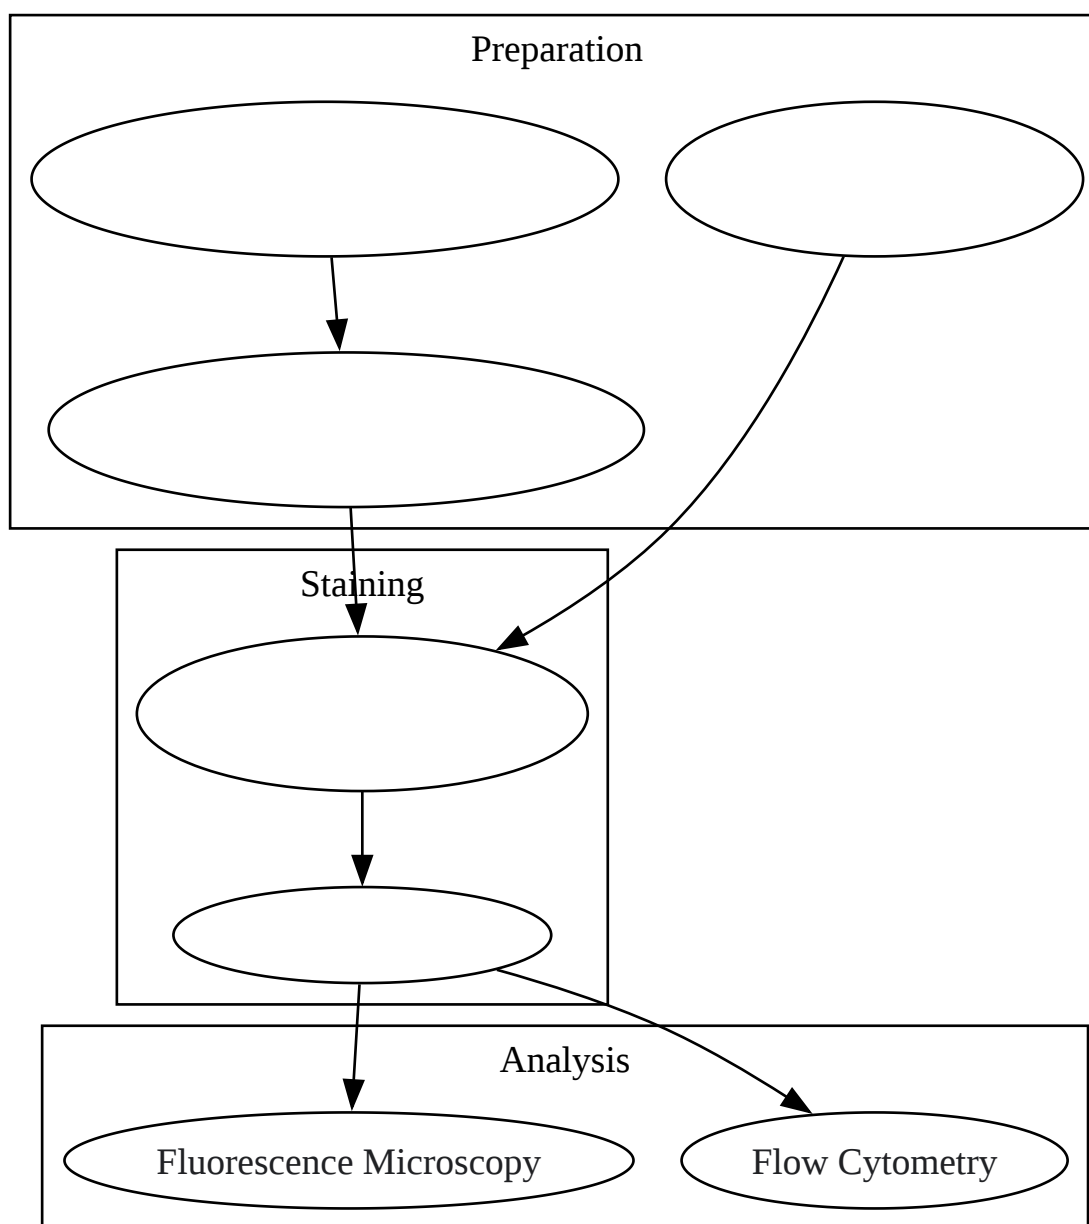 Preparation
Staining
Analysis
Fluorescence Microscopy
Flow Cytometry